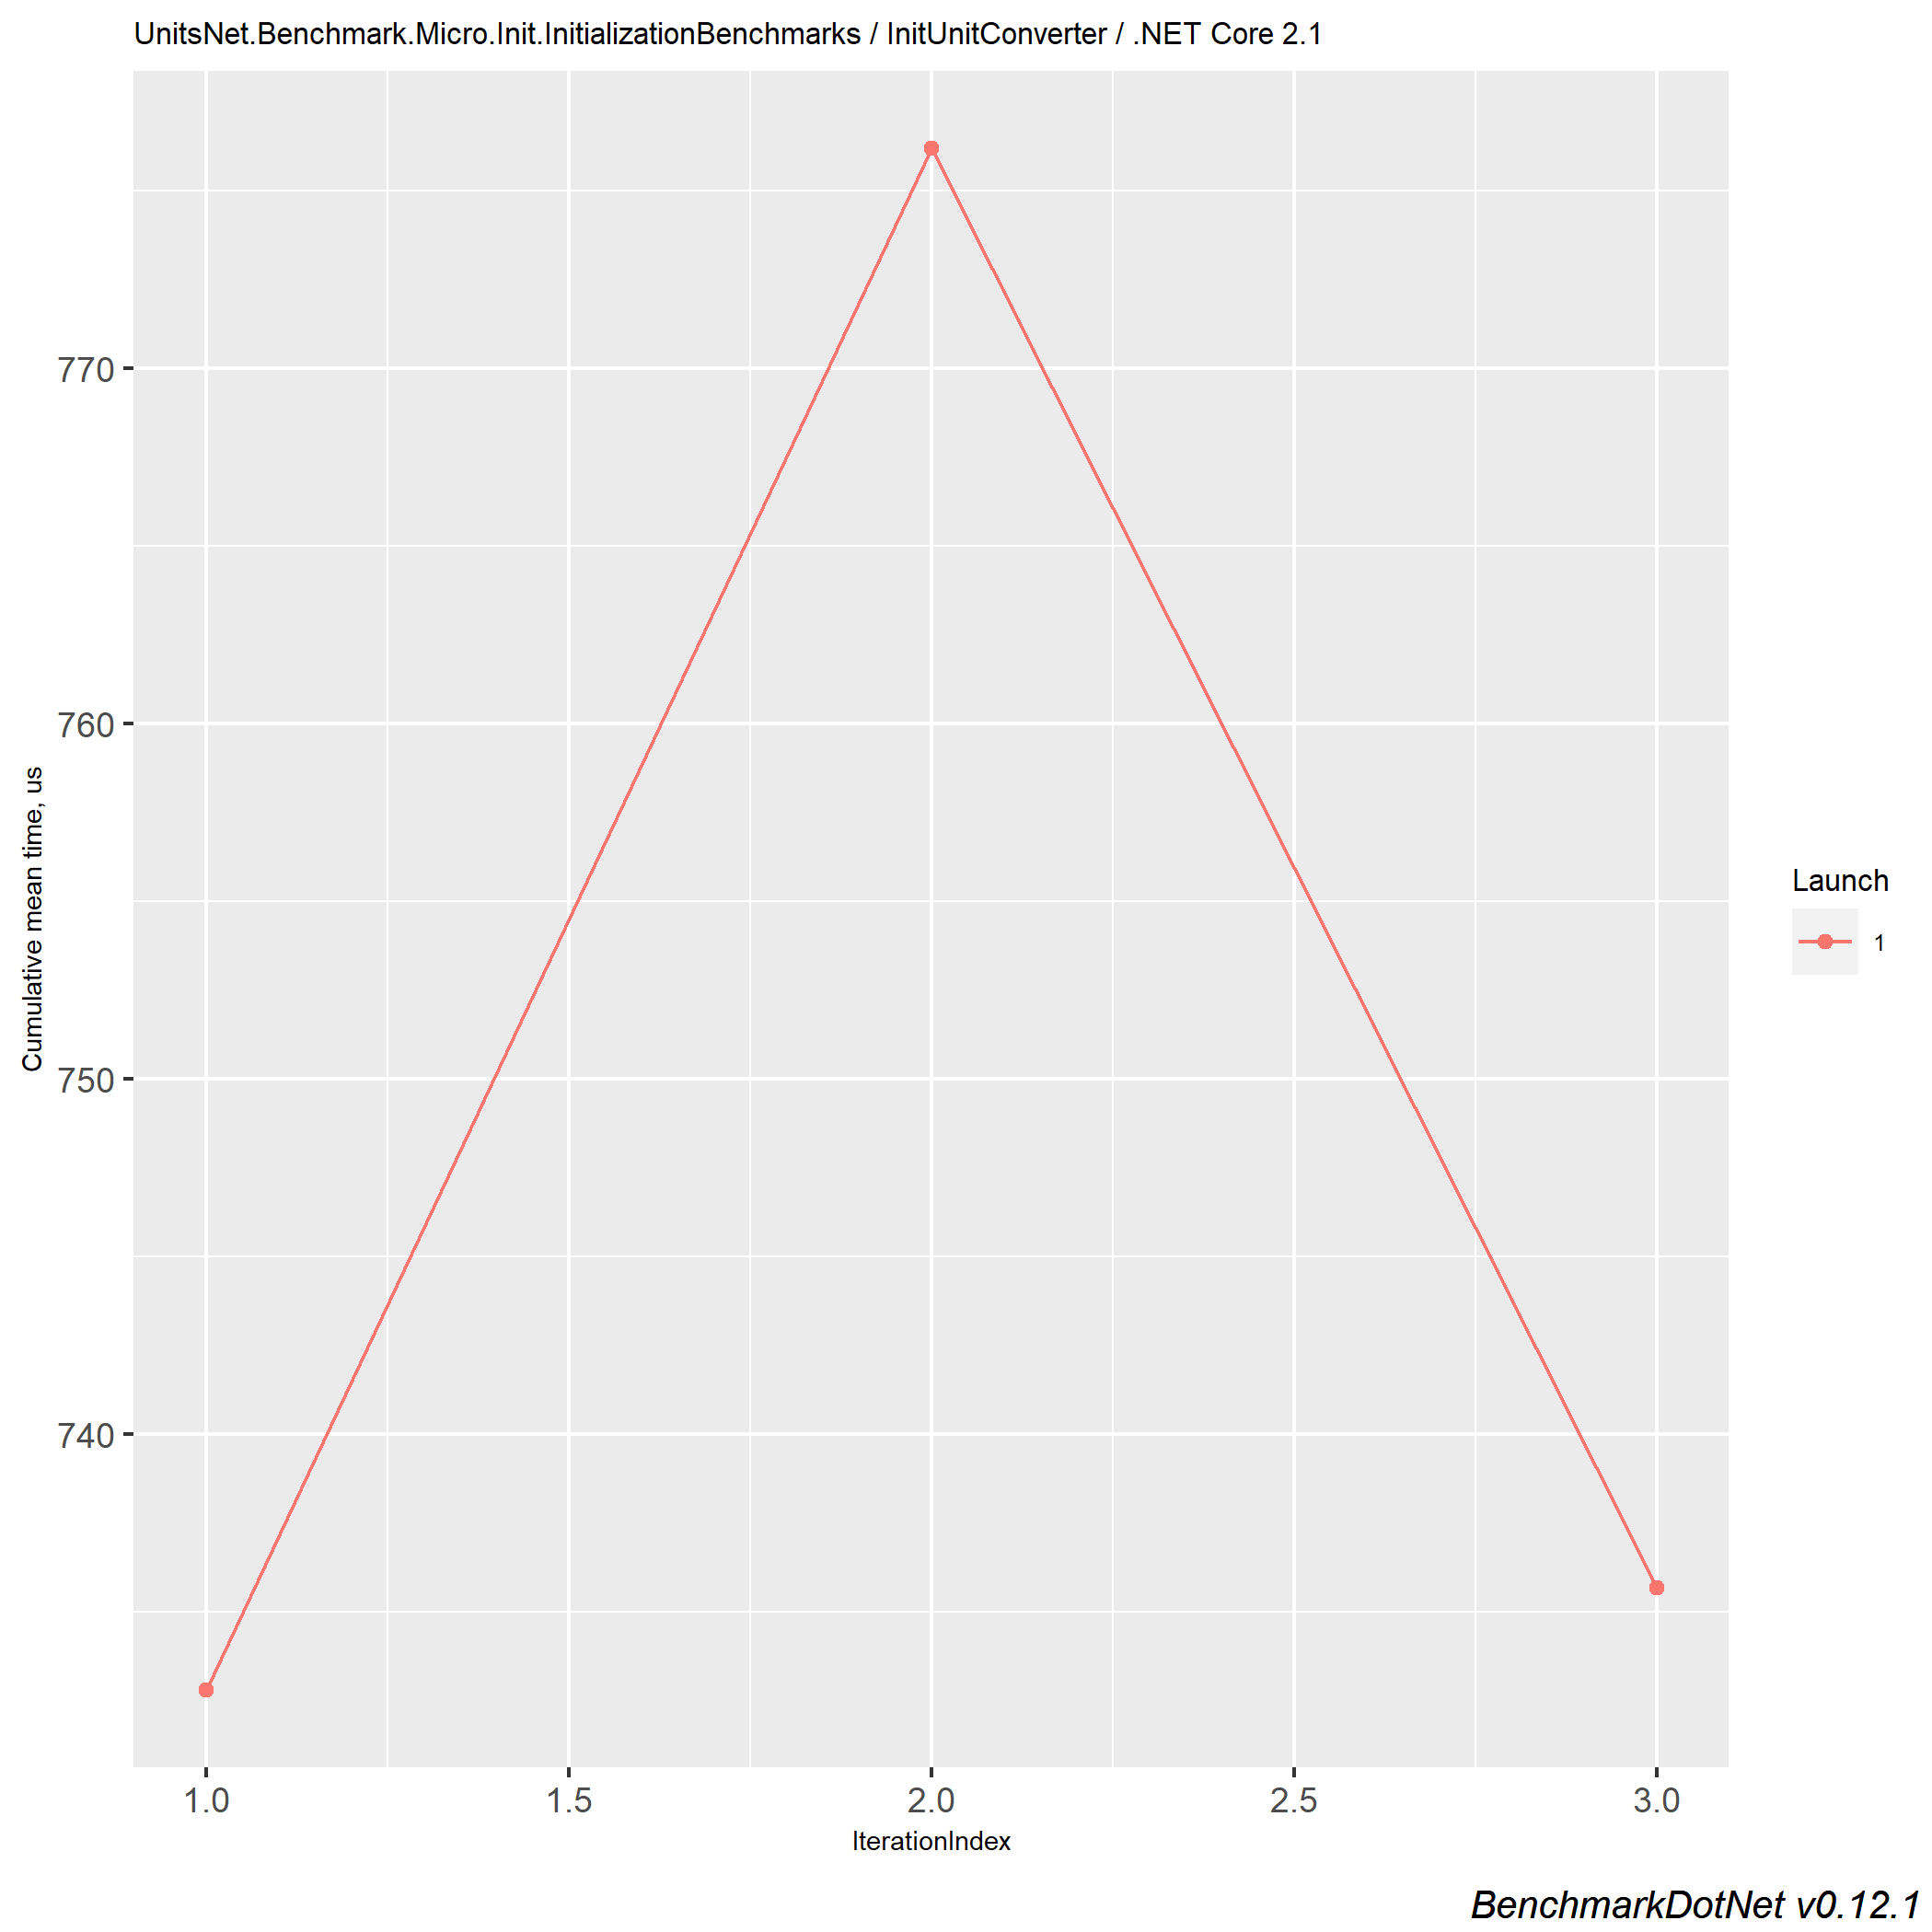 UnitsNet.Benchmark.Micro.Init.InitializationBenchmarks / InitUnitConverter / .NET Core 2.1
770
760
750
740
Cumulative mean time, us
1.0 1.5 2.0 2.5 3.0
IterationIndex
Launch
1
BenchmarkDotNet v0.12.1